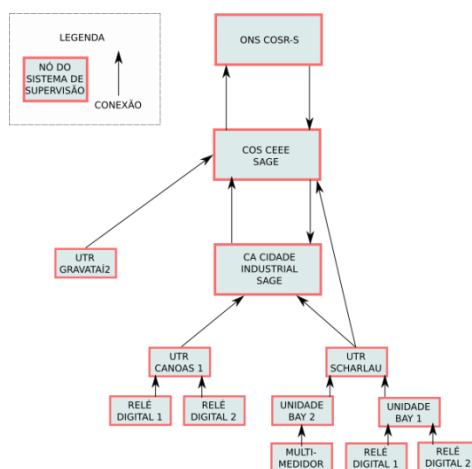 LEGENDA
NÓ DO
SISTEMA DE
SUPERVISÃO
CONEXÃO
ONS COSR-S
COS CEEE
SAGE
UTR
GRAVATAÍ2
CA CIDADE
INDUSTRIAL
SAGE
UTR
CANOAS 1
UTR
SCHARLAU
RELÉ
DIGITAL 1
RELÉ
DIGITAL 2
UNIDADE
BAY 2
UNIDADE
BAY 1
MULTI-
MEDIDOR
RELÉ
DIGITAL 1
RELÉ
DIGITAL 2